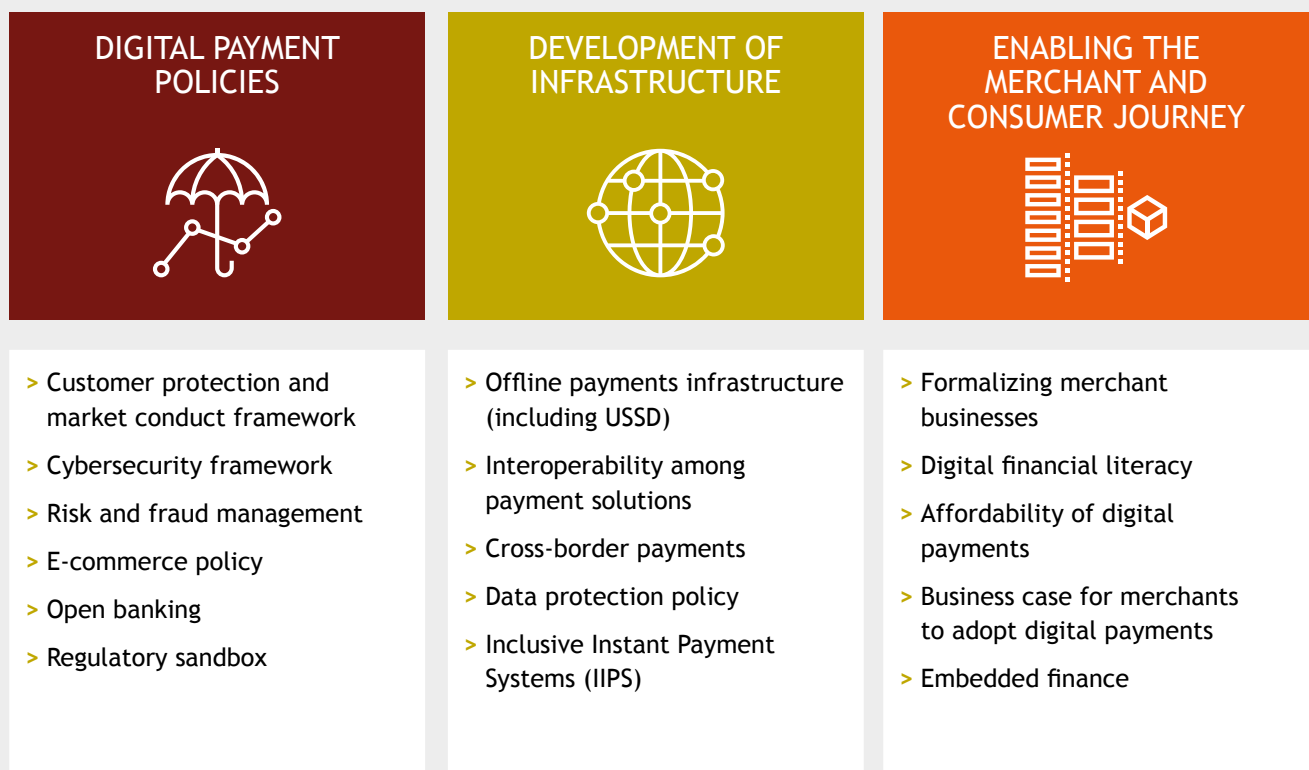 DIGITAL PAYMENT
POLICIES
> Customer protection and
market conduct framework
> Cybersecurity framework
> Risk and fraud management
> E-commerce policy
> Open banking
> Regulatory sandbox
DEVELOPMENT OF
INFRASTRUCTURE
> Offline payments infrastructure
(including USSD)
> Interoperability among
payment solutions
> Cross-border payments
> Data protection policy
> Inclusive Instant Payment
Systems (IIPS)
ENABLING THE
MERCHANT AND
CONSUMER JOURNEY
> Formalizing merchant
businesses
> Digital financial literacy
> Affordability of digital
payments
> Business case for merchants
to adopt digital payments
> Embedded finance